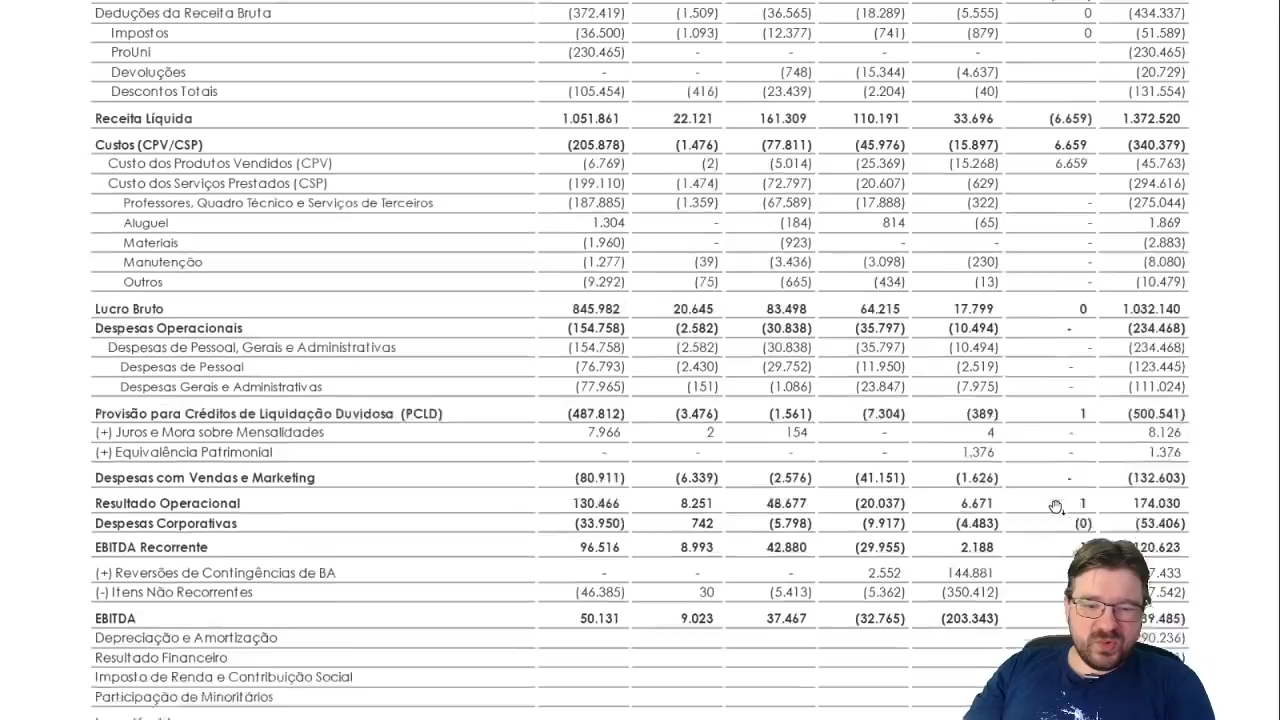 Deduções da Receita Bruta (372.419) (1.509) (36.565) (18.289) (5.555) 0 (434.337)
Impostos (36.500) (1.093) (12.377) (741) (879) 0 (51.589)
ProUni (230.465) - - - - (230.465)
Devoluções - - (748) (15.344) (4.637) (20.729)
Descontos Totais (105.454) (416) (23.439) (2.204) (40) (131.554)
Receita Líquida 1.051.861 22.121 161.309 110.191 33.696 (6.659) 1.372.520
Custos (CPV/CSP) (205.878) (1.476) (77.811) (45.976) (15.897) 6.659 (340.379)
Custo dos Produtos Vendidos (CPV) (6.769) (2) (5.014) (25.369) (15.268) 6.659 (45.763)
Custo dos Serviços Prestados (CSP) (199.110) (1.474) (72.797) (20.607) (629) (294.616)
Professores, Quadro Técnico e Serviços de Terceiros (187.885) (1.359) (67.589) (17.888) (322) - (275.044)
Aluguel 1.304 - (184) 814 (65) - 1.869
Materiais (1.960) - (923) - - - (2.883)
Manutenção (1.277) (39) (3.436) (3.098) (230) - (8.080)
Outros (9.292) (75) (665) (434) (13) - (10.479)
Lucro Bruto 845.982 20.645 83.498 64.215 17.799 0 1.032.140
Despesas Operacionais (154.758) (2.582) (30.838) (35.797) (10.494) - (234.468)
Despesas de Pessoal, Gerais e Administrativas (154.758) (2.582) (30.838) (35.797) (10.494) - (234.468)
Despesas de Pessoal (76.793) (2.430) (29.752) (11.950) (2.519) - (123.445)
Despesas Gerais e Administrativas (77.965) (151) (1.086) (23.847) (7.975) - (111.024)
Provisão para Créditos de Liquidação Duvidosa (PCLD) (487.812) (3.476) (1.561) (7.304) (389) 1 (500.541)
(+) Juros e Mora sobre Mensalidades 7.966 2 154 - 4 - 8.126
(+) Equivalência Patrimonial - - - - 1.376 - 1.376
Despesas com Vendas e Marketing (80.911) (6.339) (2.576) (41.151) (1.626) - (132.603)
Resultado Operacional 130.466 8.251 48.677 (20.037) 6.671 1 174.030
Despesas Corporativas (33.950) 742 (5.798) (9.917) (4.483) (0) (53.406)
EBITDA Recorrente 96.516 8.993 42.880 (29.955) 2.188 120.623
(+) Reversões de Contingências de BA - - - 2.552 144.881
(-) Itens Não Recorrentes (46.385) 30 (5.413) (5.362) (350.412)
EBITDA 50.131 9.023 37.467 (32.765) (203.343)
Depreciação e Amortização
Resultado Financeiro
Imposto de Renda e Contribuição Social
Participação de Minoritários